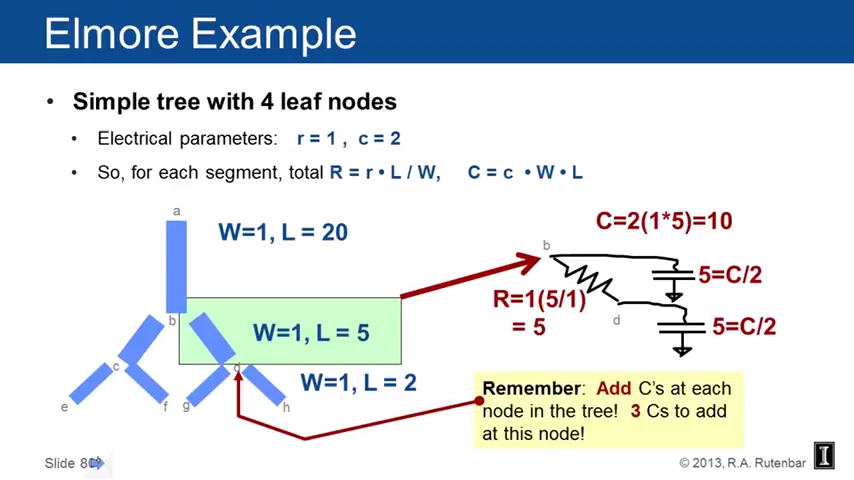 Elmore Example
• Simple tree with 4 leaf nodes
• Electrical parameters: r = 1 , c = 2
• So, for each segment, total R = r • L / W, C = c • W • L
a
W=1, L = 20
b
W=1, L = 5
c
d
W=1, L = 2
e
f
g
h
C=2(1*5)=10
b
5=C/2
R=1(5/1)
= 5
d
5=C/2
Remember: Add C's at each
node in the tree! 3 Cs to add
at this node!
Slide
© 2013, R.A. Rutenbar
I